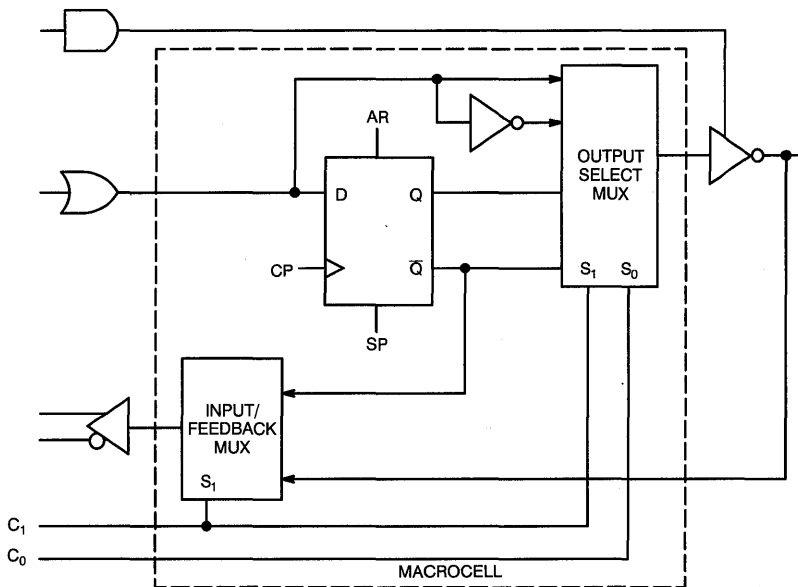 AR
OUTPUT
SELECT
MUX
D Q
CP Q̅
S₁ S₀
SP
INPUT/
FEEDBACK
MUX
S₁
C₁
C₀
MACROCELL